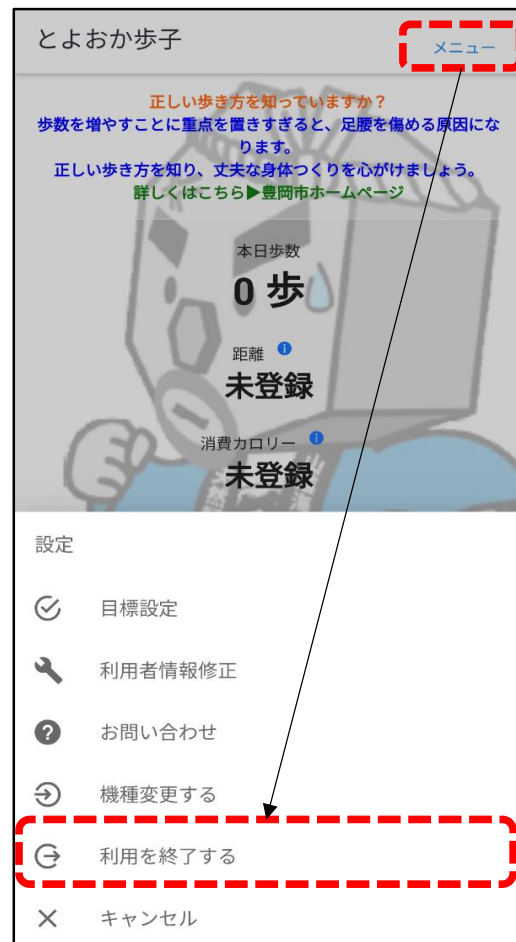 とよおか歩子
メニュー
正しい歩き方を知っていますか？
歩数を増やすことに重点を置きすぎると、足腰を傷める原因にな
ります。
正しい歩き方を知り、丈夫な身体つくりを心がけましょう。
詳しくはこちら▶豊岡市ホームページ
本日歩数
0 歩
距離
未登録
消費カロリー
未登録
設定
目標設定
利用者情報修正
お問い合わせ
機種変更する
利用を終了する
キャンセル